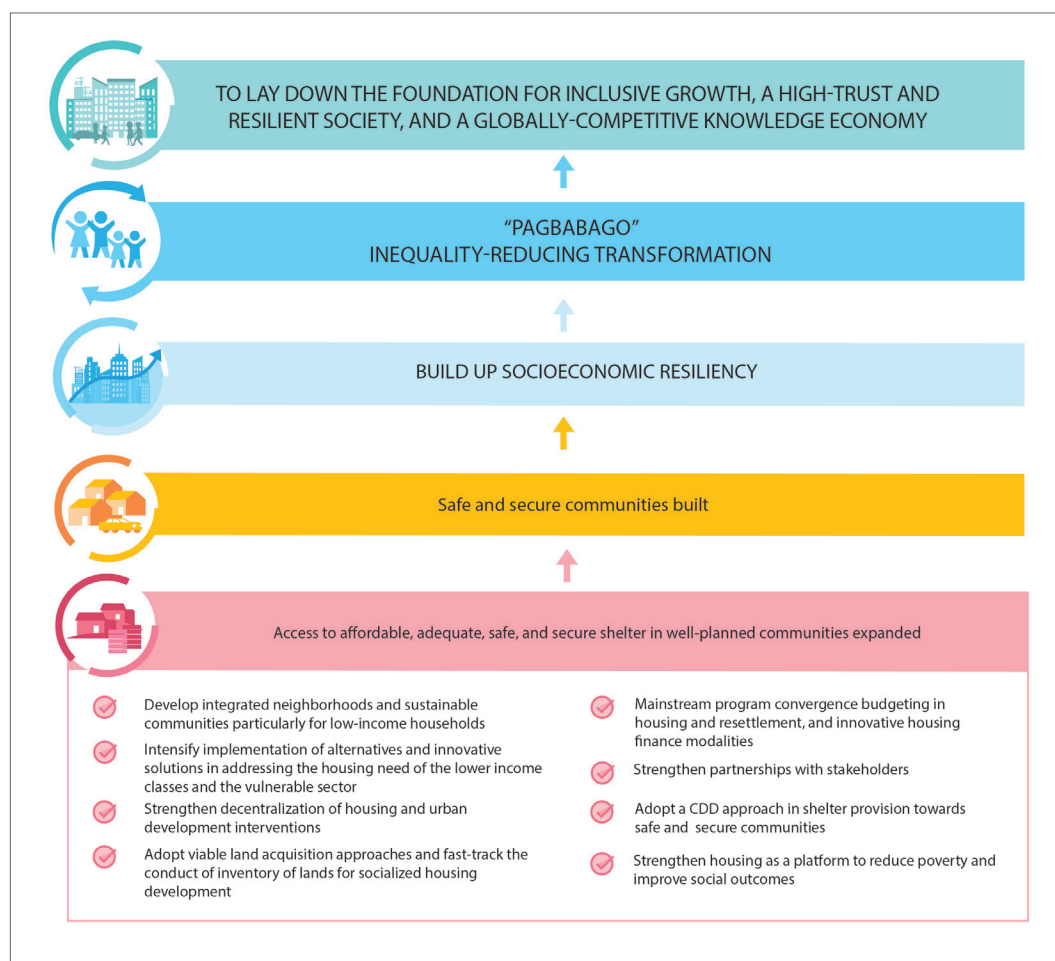 TO LAY DOWN THE FOUNDATION FOR INCLUSIVE GROWTH, A HIGH-TRUST AND
RESILIENT SOCIETY, AND A GLOBALLY-COMPETITIVE KNOWLEDGE ECONOMY
“PAGBABAGO”
INEQUALITY-REDUCING TRANSFORMATION
BUILD UP SOCIOECONOMIC RESILIENCY
Safe and secure communities built
Access to affordable, adequate, safe, and secure shelter in well-planned communities expanded
Develop integrated neighborhoods and sustainable
communities particularly for low-income households
Intensify implementation of alternatives and innovative
solutions in addressing the housing need of the lower income
classes and the vulnerable sector
Strengthen decentralization of housing and urban
development interventions
Adopt viable land acquisition approaches and fast-track the
conduct of inventory of lands for socialized housing
development
Mainstream program convergence budgeting in
housing and resettlement, and innovative housing
finance modalities
Strengthen partnerships with stakeholders
Adopt a CDD approach in shelter provision towards
safe and secure communities
Strengthen housing as a platform to reduce poverty and
improve social outcomes